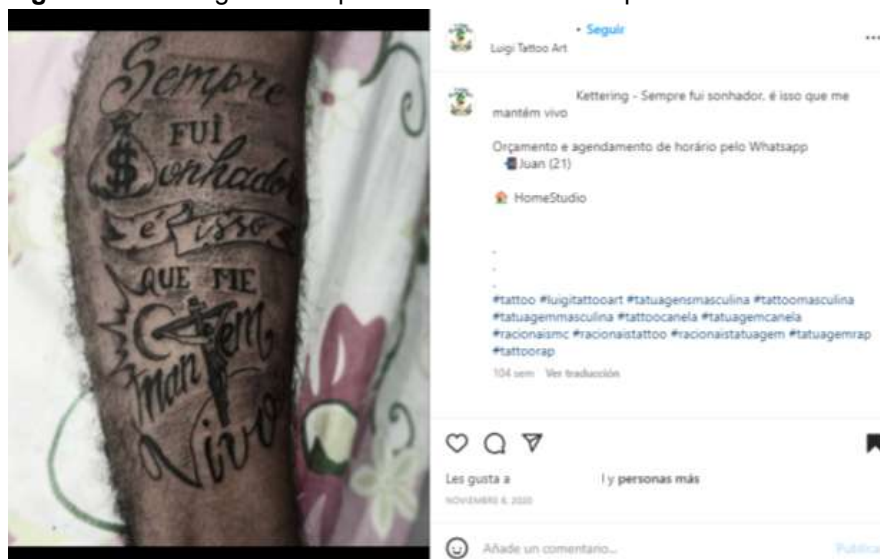 Sempre
FUI
$onhador
é isso
QUE ME
mantém
Vivo
• Seguir
Luigi Tattoo Art
Kettering - Sempre fui sonhador. é isso que me
mantém vivo
Orçamento e agendamento de horário pelo Whatsapp
Juan (21)
HomeStudio
.
.
.
#tattoo #luigitattooart #tatuagensmasculina #tattoomasculina
#tatuagemmasculina #tattoocanela #tatuagemcanela
#racionaismc #racionaistattoo #racionaistatuagem #tatuagemrap
#tattoorap
104 sem Ver traducción
Les gusta a l y personas más
NOVIEMBRE 8, 2020
Añade un comentario...
Publicar